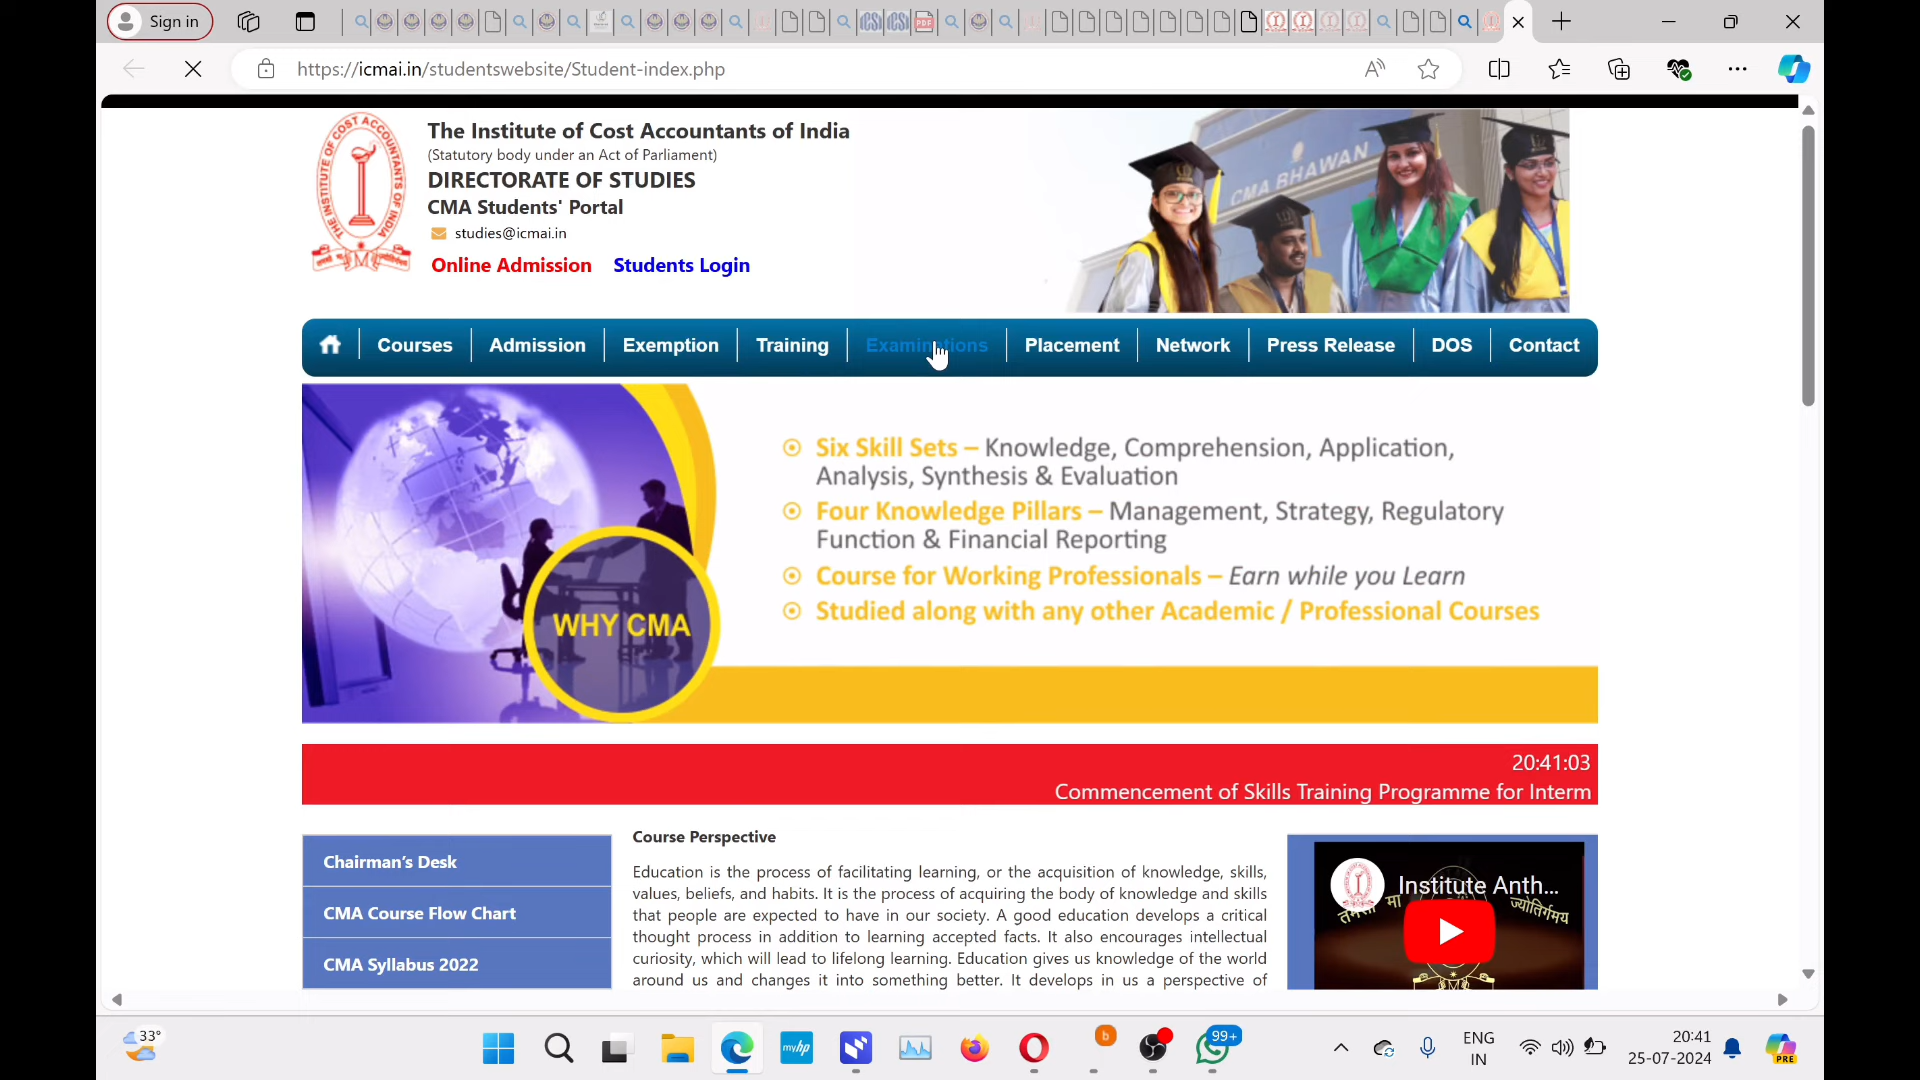 Sign in
https://icmai.in/studentswebsite/Student-index.php
The Institute of Cost Accountants of India
(Statutory body under an Act of Parliament)
DIRECTORATE OF STUDIES
CMA Students' Portal
studies@icmai.in
Online Admission Students Login
CMA BHAWAN
Courses Admission Exemption Training Examinations Placement Network Press Release DOS Contact
Six Skill Sets – Knowledge, Comprehension, Application,
Analysis, Synthesis & Evaluation
Four Knowledge Pillars – Management, Strategy, Regulatory
Function & Financial Reporting
Course for Working Professionals – Earn while you Learn
Studied along with any other Academic / Professional Courses
WHY CMA
20:41:03
Commencement of Skills Training Programme for Interm
Chairman's Desk
CMA Course Flow Chart
CMA Syllabus 2022
Course Perspective
Education is the process of facilitating learning, or the acquisition of knowledge, skills,
values, beliefs, and habits. It is the process of acquiring the body of knowledge and skills
that people are expected to have in our society. A good education develops a critical
thought process in addition to learning accepted facts. It also encourages intellectual
curiosity, which will lead to lifelong learning. Education gives us knowledge of the world
around us and changes it into something better. It develops in us a perspective of
Institute Anth...
तमसो मा ज्योतिर्गमय
33°
myhp
99+
ENG
IN
20:41
25-07-2024
PRE